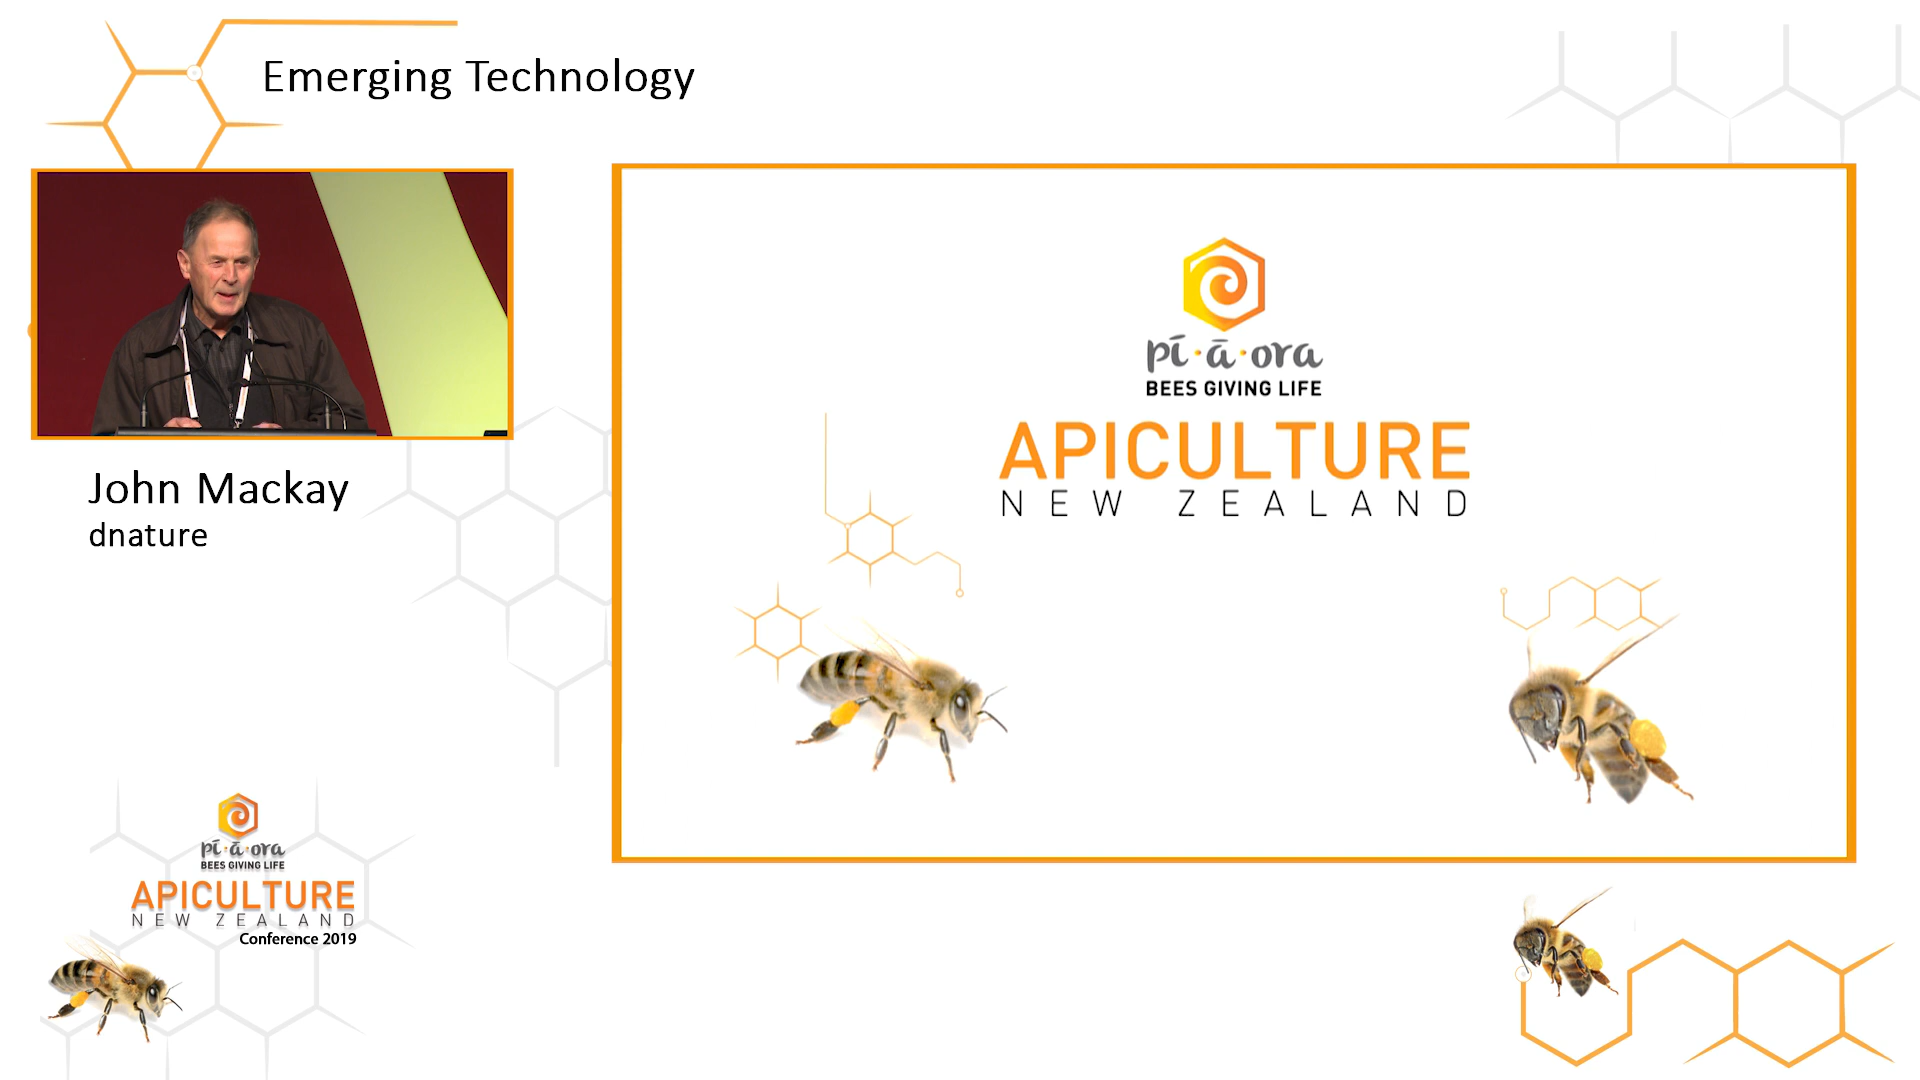 Emerging Technology
John Mackay
dnature
pī·ā·ora
BEES GIVING LIFE
APICULTURE
NEW ZEALAND
pī·ā·ora
BEES GIVING LIFE
APICULTURE
NEW ZEALAND
Conference 2019